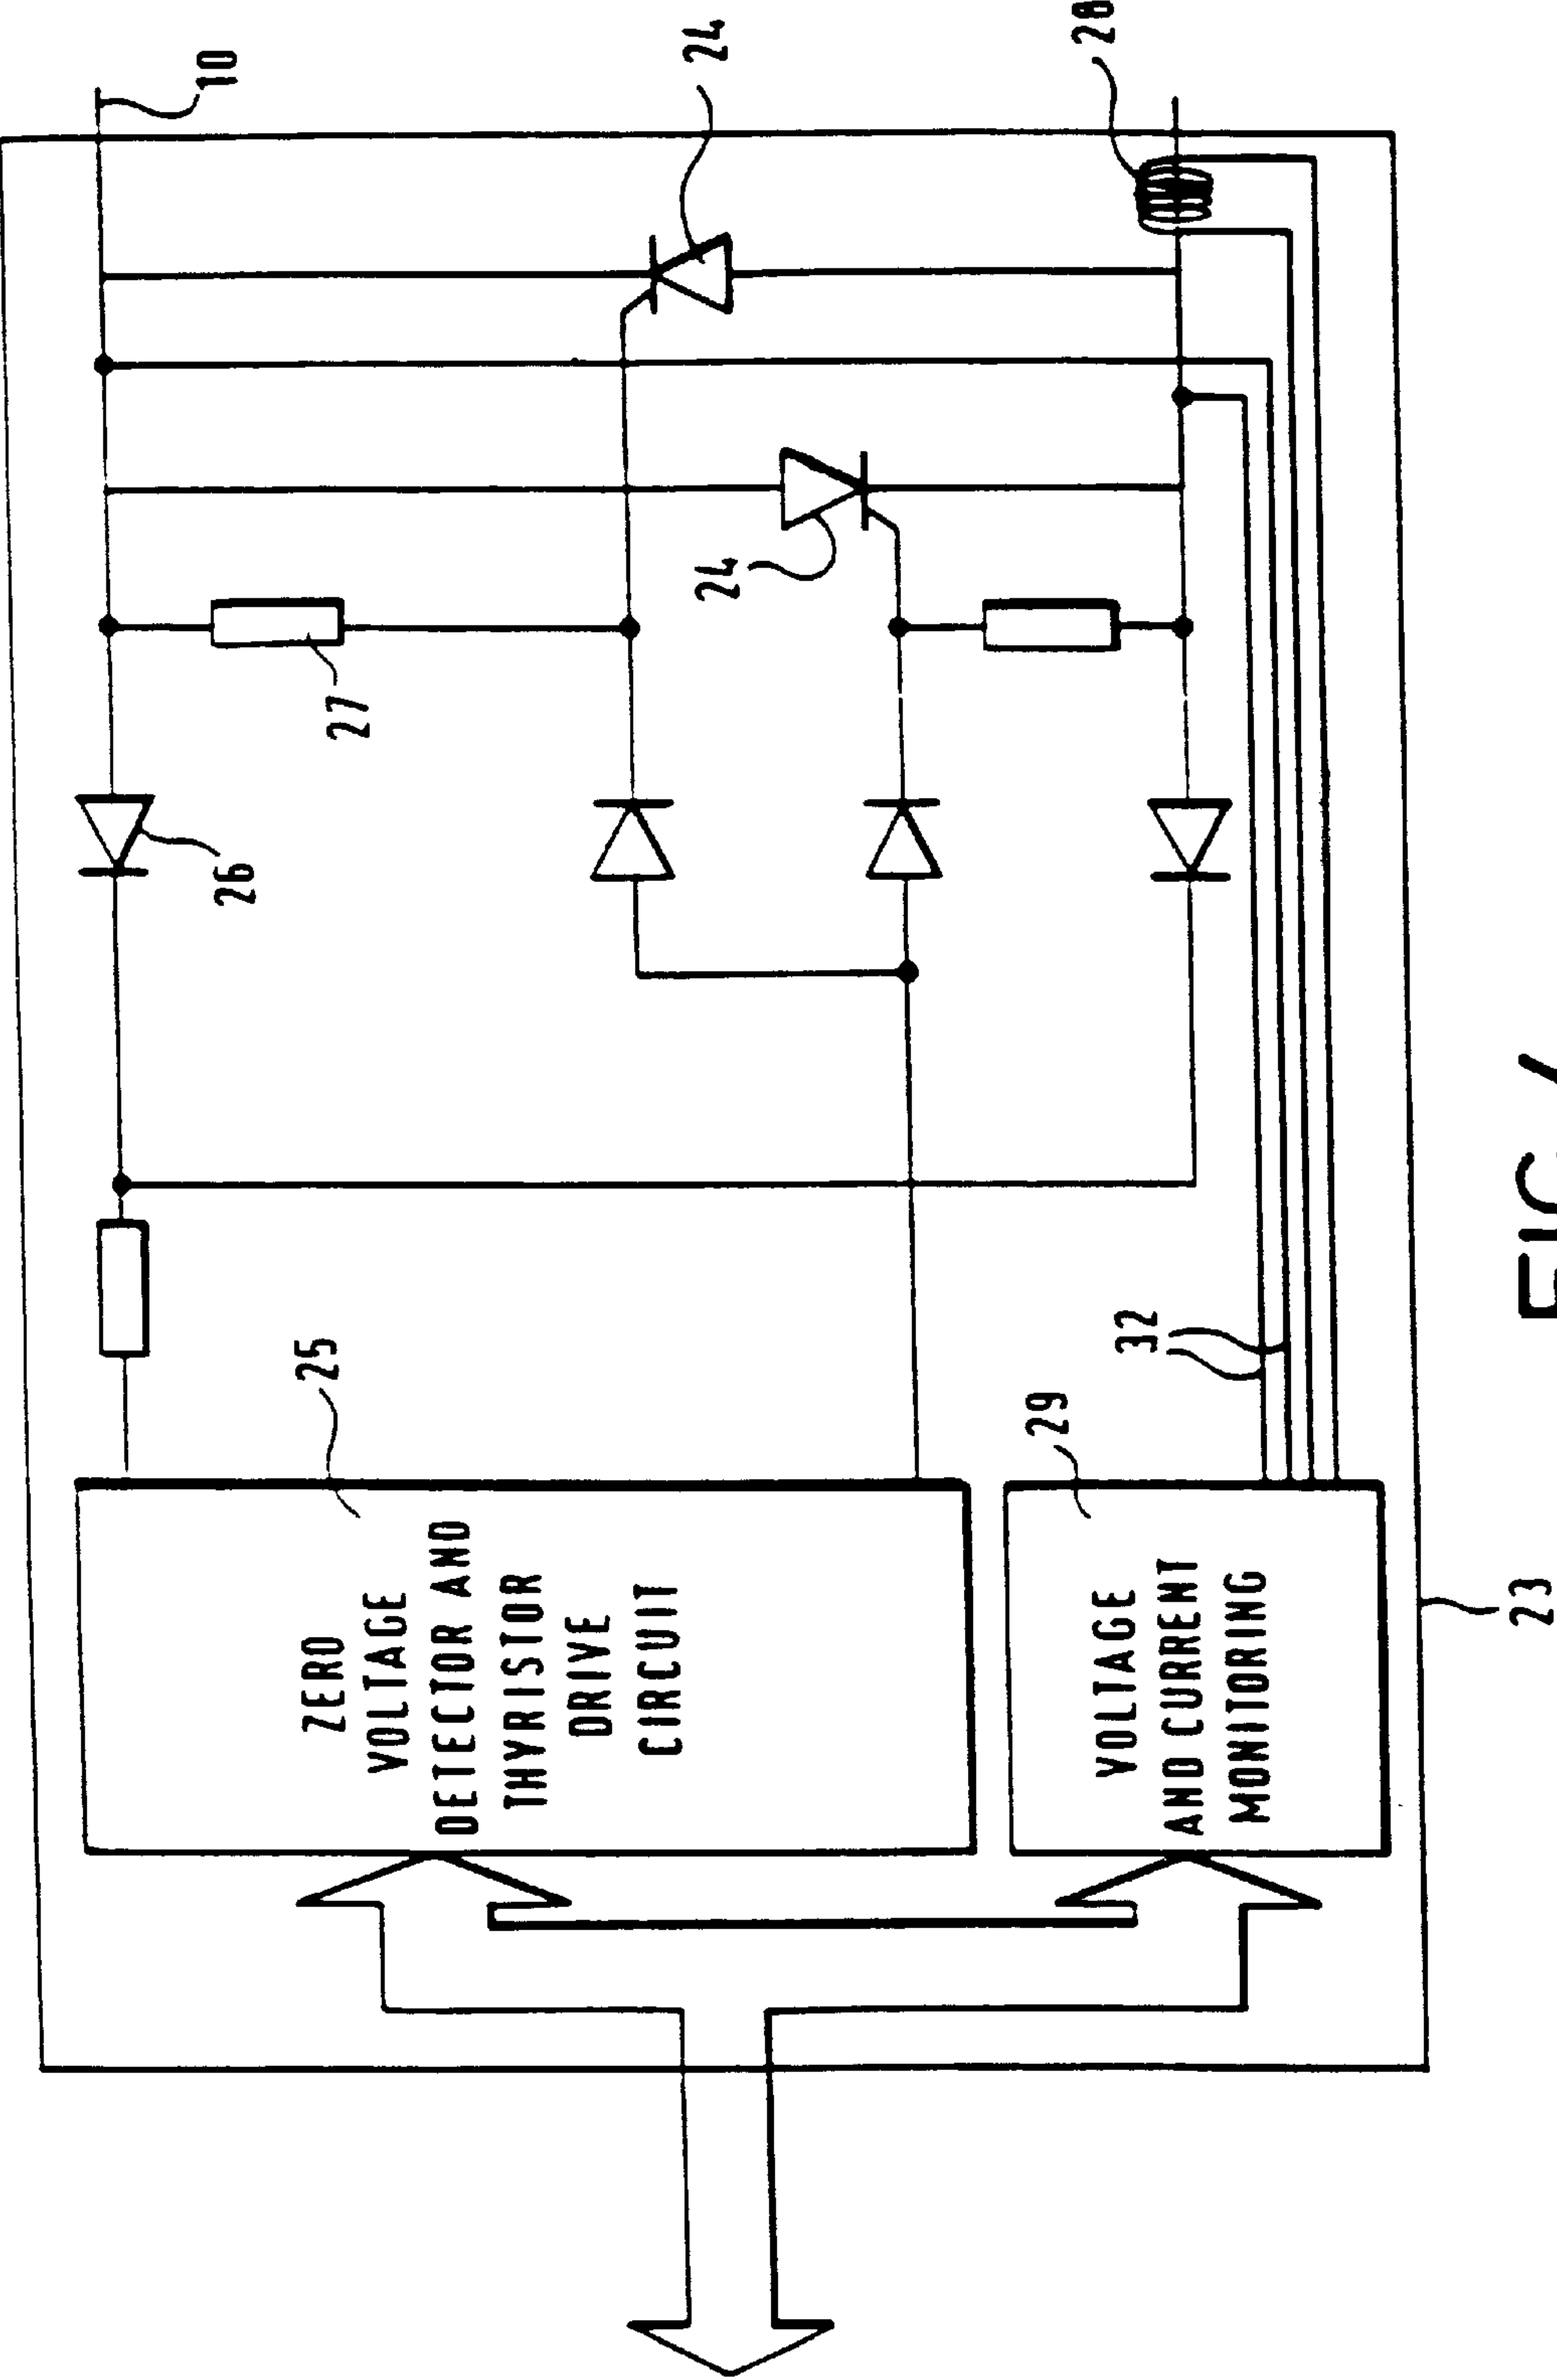 10
24
28
24
27
26
25
ZERO
VOLTAGE
DETECTOR AND
THYRISTOR
DRIVE
CIRCUIT
32
29
VOLTAGE
AND CURRENT
MONITORING
23